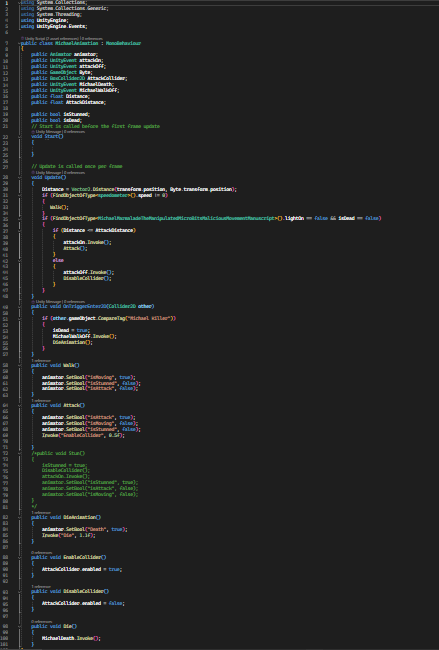 using System.Collections;
using System.Collections.Generic;
using System.Threading;
using UnityEngine;
using UnityEngine.Events;
public class MichaelAnimation : MonoBehaviour
{
public Animator animator;
public UnityEvent attackOn;
public UnityEvent attackOff;
public GameObject Byte;
public BoxCollider2D AttackCollider;
public UnityEvent MichaelDeath;
public UnityEvent MichaelWalkOff;
public float Distance;
public float AttackDistance;
public bool isStunned;
public bool isDead;
// Start is called before the first frame update
void Start()
{
}
// Update is called once per frame
void Update()
{
Distance = Vector2.Distance(transform.position, Byte.transform.position);
if (FindObjectOfType<speedometer>().speed != 0)
{
Walk();
}
if (FindObjectOfType<MichaelMarmaladeTheManipulatedMicroBitsMaliciousMovementManuscript>().lightOn == false && isDead == false)
{
if (Distance <= AttackDistance)
{
attackOn.Invoke();
Attack();
}
else
{
attackOff.Invoke();
DisableCollider();
}
}
}
public void OnTriggerEnter2D(Collider2D other)
{
if (other.gameObject.CompareTag("Michael Killer"))
{
isDead = true;
MichaelWalkOff.Invoke();
DieAnimation();
}
}
public void Walk()
{
animator.SetBool("isMoving", true);
animator.SetBool("isStunned", false);
animator.SetBool("isAttack", false);
}
public void Attack()
{
animator.SetBool("isAttack", true);
animator.SetBool("isMoving", false);
animator.SetBool("isStunned", false);
Invoke("EnableCollider", 0.5f);
}
/*public void Stun()
{
isStunned = true;
DisableCollider();
attackOn.Invoke();
animator.SetBool("isStunned", true);
animator.SetBool("isAttack", false);
animator.SetBool("isMoving", false);
}
*/
public void DieAnimation()
{
animator.SetBool("Death", true);
Invoke("Die", 1.1f);
}
public void EnableCollider()
{
AttackCollider.enabled = true;
}
public void DisableCollider()
{
AttackCollider.enabled = false;
}
public void Die()
{
MichaelDeath.Invoke();
}